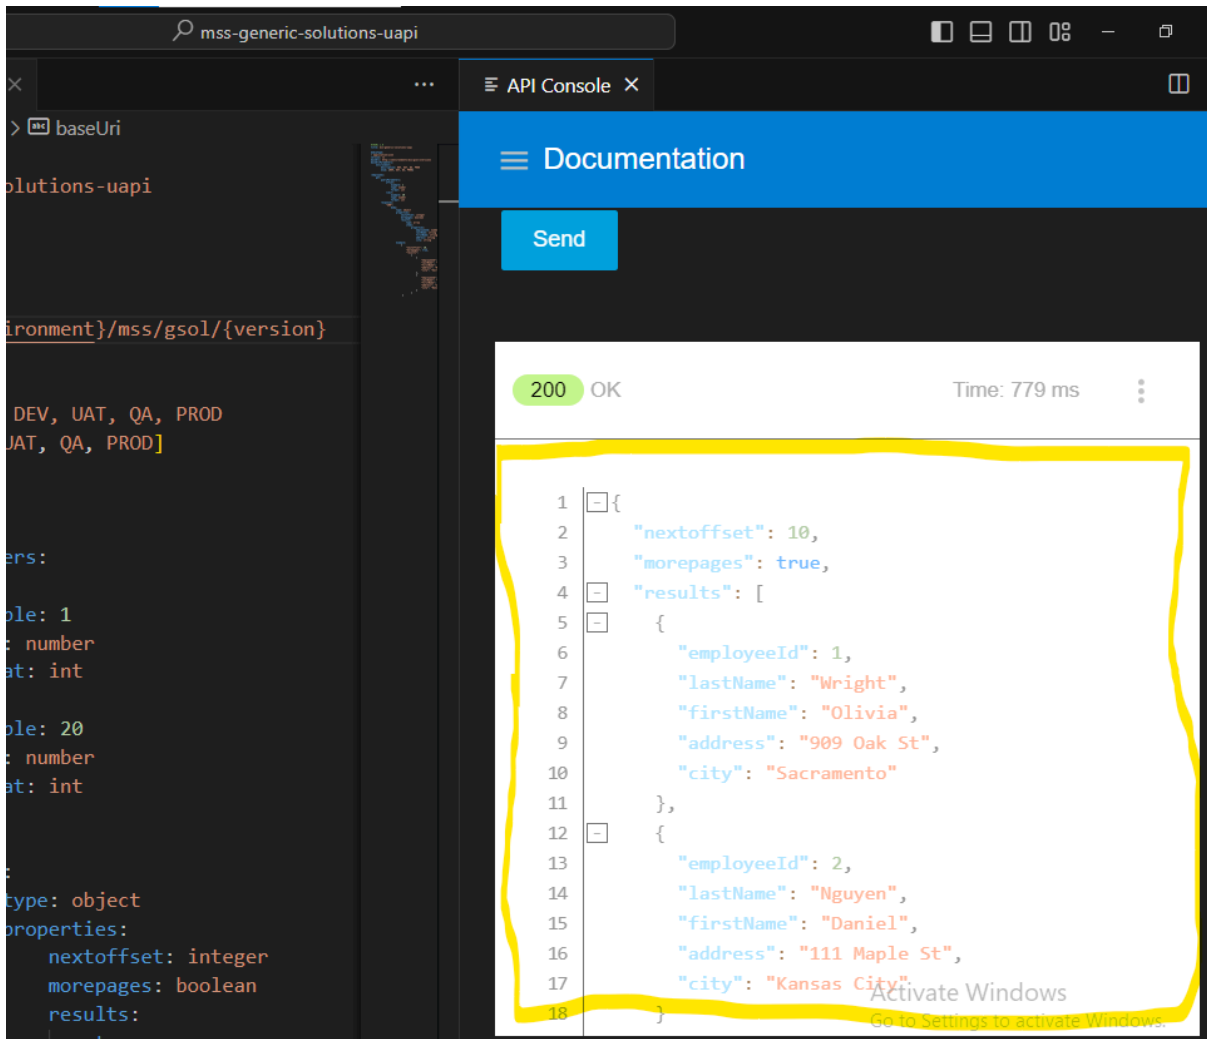 mss-generic-solutions-uapi
API Console
baseUri
Documentation
olutions-uapi
Send
ironment}/mss/gsol/{version}
200 OK
Time: 779 ms
DEV, UAT, QA, PROD
UAT, QA, PROD]
ers:
ple: 1
: number
at: int
ple: 20
: number
at: int
:
type: object
properties:
nextoffset: integer
morepages: boolean
results:
1 {
2 "nextoffset": 10,
3 "morepages": true,
4 "results": [
5 {
6 "employeeId": 1,
7 "lastName": "Wright",
8 "firstName": "Olivia",
9 "address": "909 Oak St",
10 "city": "Sacramento"
11 },
12 {
13 "employeeId": 2,
14 "lastName": "Nguyen",
15 "firstName": "Daniel",
16 "address": "111 Maple St",
17 "city": "Kansas City"
18 }
Activate Windows
Go to Settings to activate Windows.